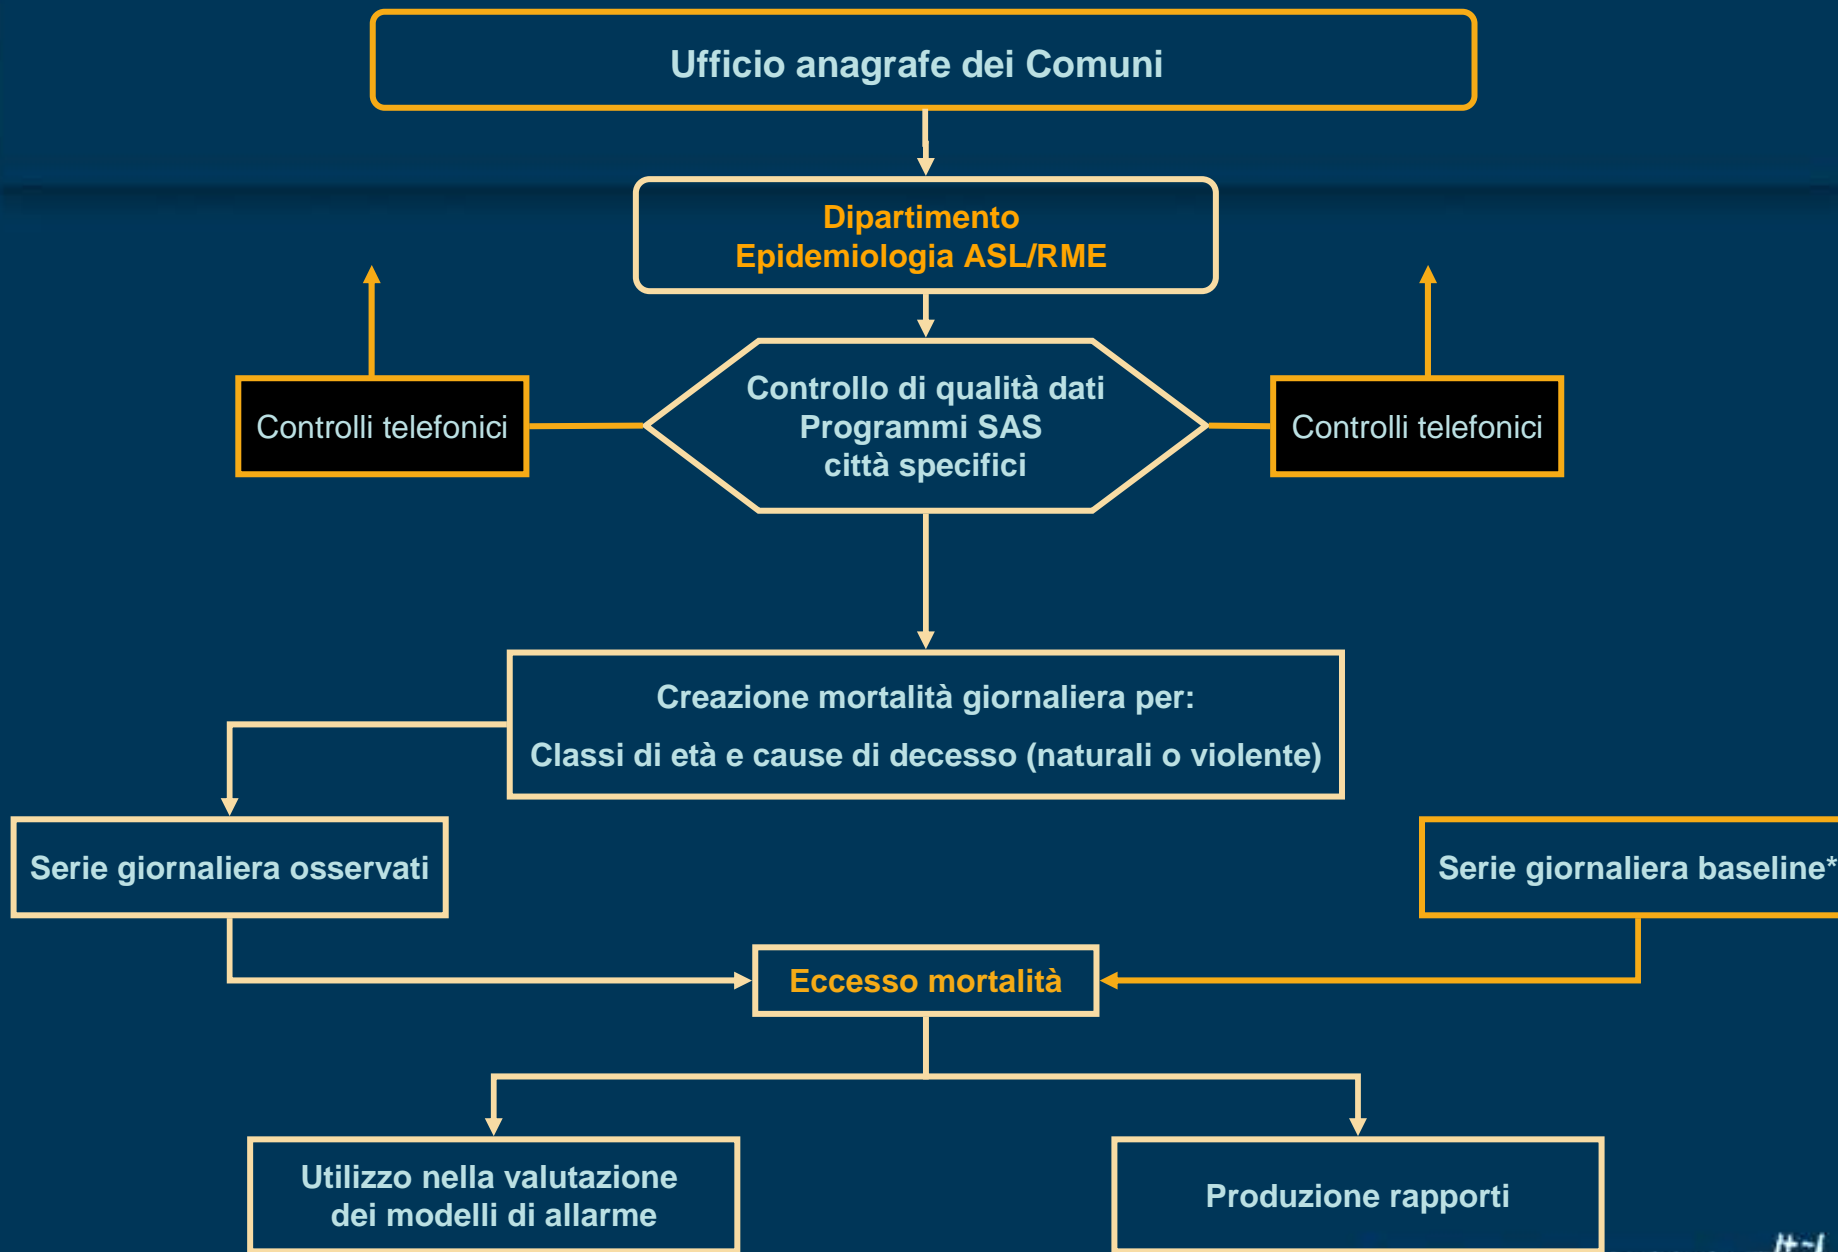 Ufficio anagrafe dei Comuni
Dipartimento
Epidemiologia ASL/RME
Controlli telefonici
Controllo di qualità dati
Programmi SAS
città specifici
Controlli telefonici
Creazione mortalità giornaliera per:
Classi di età e cause di decesso (naturali o violente)
Serie giornaliera osservati
Serie giornaliera baseline*
Eccesso mortalità
Utilizzo nella valutazione
dei modelli di allarme
Produzione rapporti